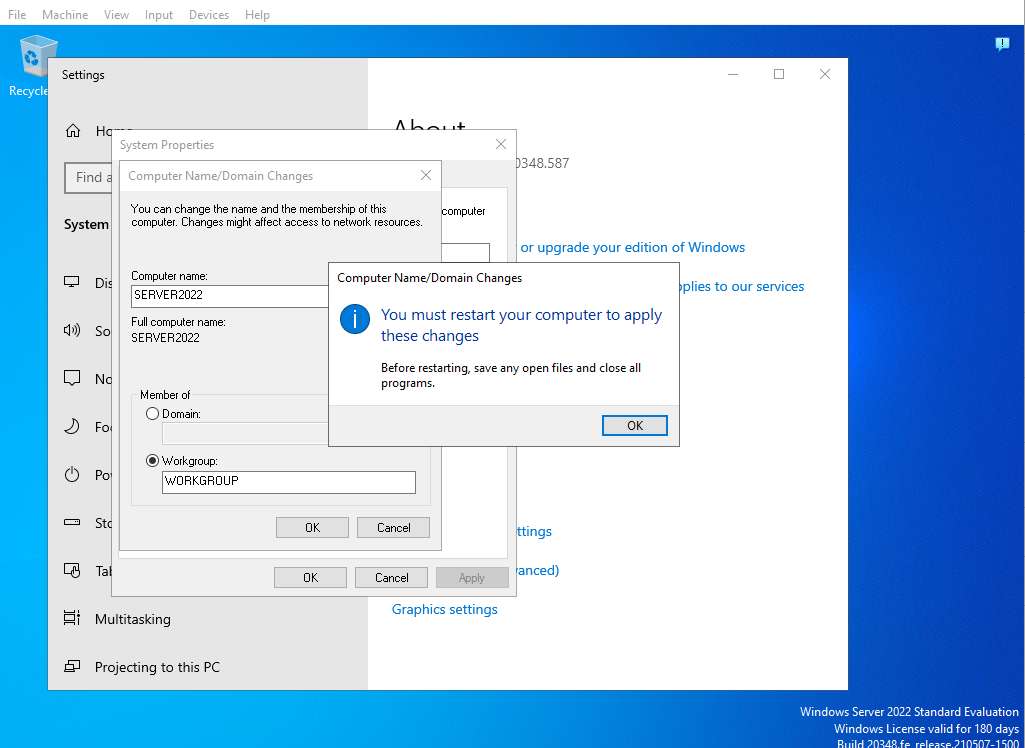 File Machine View Input Devices Help
Recycle
Settings
Home
Find a
System
Dis
So
No
Fo
Po
Sto
Tab
Multitasking
Projecting to this PC
About
0348.587
or upgrade your edition of Windows
pplies to our services
ttings
anced)
Graphics settings
System Properties
computer
OK Cancel Apply
Computer Name/Domain Changes
You can change the name and the membership of this
computer. Changes might affect access to network resources.
Computer name:
SERVER2022
Full computer name:
SERVER2022
Member of
Domain:
Workgroup:
WORKGROUP
OK Cancel
Computer Name/Domain Changes
You must restart your computer to apply
these changes
Before restarting, save any open files and close all
programs.
OK
Windows Server 2022 Standard Evaluation
Windows License valid for 180 days
Build 20348.fe_release.210507-1500